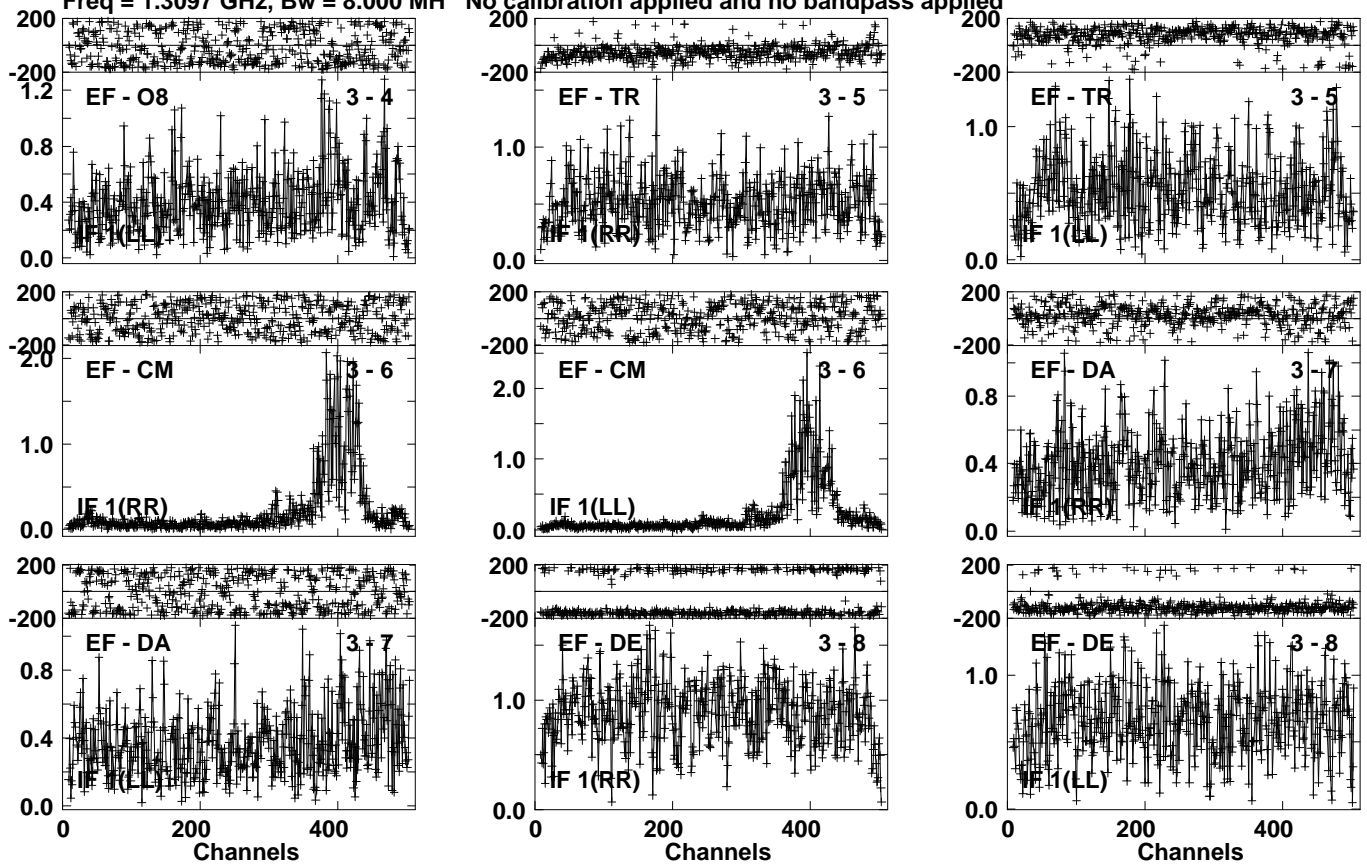 Freq = 1.3097 GHz, Bw = 8.000 MH No calibration applied and no bandpass applied
200 200 200
-200 -200 -200
EF - O8 3 - 4 EF - TR 3 - 5 EF - TR 3 - 5
1.2
0.8 1.0 1.0
0.4
IF 1(LL) IF 1(RR) IF 1(LL)
0.0 0.0 0.0
200 200 200
-200 -200 -200
2.0
EF - CM 3 - 6 EF - CM 3 - 6 EF - DA 3 - 7
2.0 0.8
1.0 1.0 0.4
IF 1(RR) IF 1(LL) IF 1(RR)
0.0 0.0 0.0
200 200 200
-200 -200 -200
EF - DA 3 - 7 EF - DE 3 - 8 EF - DE 3 - 8
0.8 1.0 1.0
0.4
IF 1(LL) IF 1(RR) IF 1(LL)
0.0 0.0 0.0
0 200 400 0 200 400 0 200 400
Channels Channels Channels